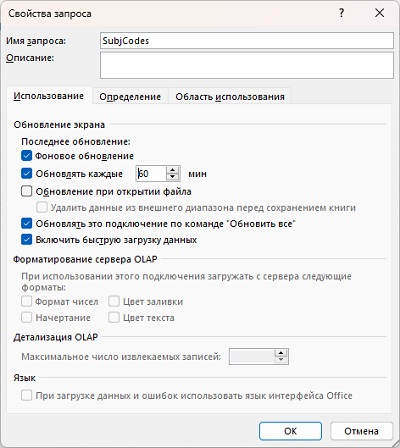 Свойства запроса ? ✕
Имя запроса: SubjCodes
Описание:
Использование Определение Область использования
Обновление экрана
Последнее обновление:
Фоновое обновление
Обновлять каждые 60 мин
Обновление при открытии файла
Удалить данные из внешнего диапазона перед сохранением книги
Обновлять это подключение по команде "Обновить все"
Включить быструю загрузку данных
Форматирование сервера OLAP
При использовании этого подключения загружать с сервера следующие
форматы:
Формат чисел Цвет заливки
Начертание Цвет текста
Детализация OLAP
Максимальное число извлекаемых записей:
Язык
При загрузке данных и ошибок использовать язык интерфейса Office
ОК Отмена